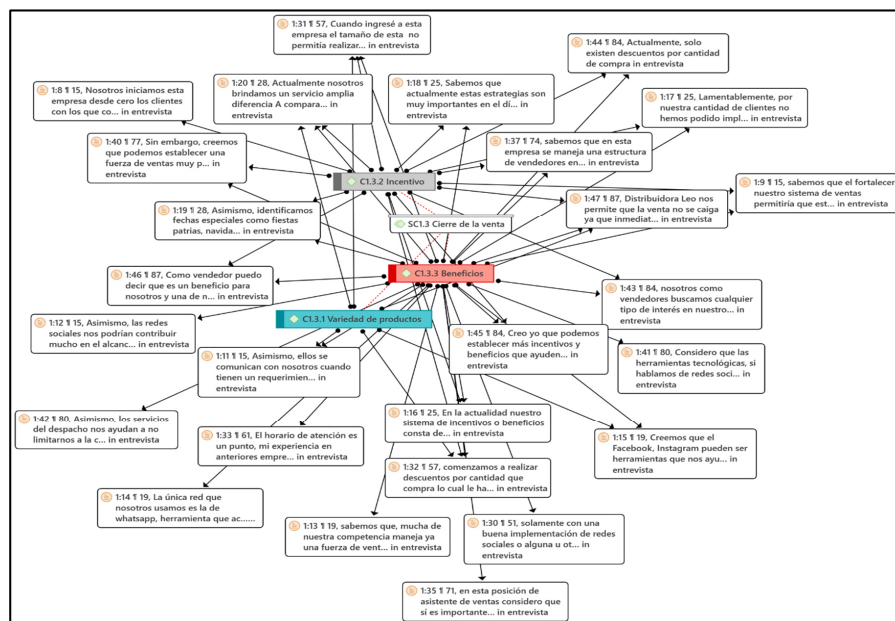 1:31 ¶ 57, Cuando ingresé a esta
empresa el tamaño de esta no
permitía realizar... in entrevista
1:44 ¶ 84, Actualmente, solo
existen descuentos por cantidad
de compra in entrevista
1:8 ¶ 15, Nosotros iniciamos esta
empresa desde cero los clientes
con los que co... in entrevista
1:20 ¶ 28, Actualmente nosotros
brindamos un servicio amplia
diferencia A compara... in
entrevista
1:18 ¶ 25, Sabemos que
actualmente estas estrategias son
muy importantes en el dí... in
entrevista
1:17 ¶ 25, Lamentablemente, por
nuestra cantidad de clientes no
hemos podido impl... in
entrevista
1:40 ¶ 77, Sin embargo, creemos
que podemos establecer una
fuerza de ventas muy p... in
entrevista
1:37 ¶ 74, sabemos que en esta
empresa se maneja una estructura
de vendedores en... in entrevista
C1.3.2 Incentivo
1:9 ¶ 15, sabemos que el fortalecer
nuestro sistema de ventas
permitiría que est... in entrevista
1:19 ¶ 28, Asimismo, identificamos
fechas especiales como fiestas
patrias, navida... in entrevista
1:47 ¶ 87, Distribuidora Leo nos
permite que la venta no se caiga
ya que inmediat... in entrevista
SC1.3 Cierre de la venta
1:46 ¶ 87, Como vendedor puedo
decir que es un beneficio para
nosotros y una de n... in
entrevista
C1.3.3 Beneficios
1:43 ¶ 84, nosotros como
vendedores buscamos cualquier
tipo de interés en nuestro... in
entrevista
1:12 ¶ 15, Asimismo, las redes
sociales nos podrían contribuir
mucho en el alcanc... in
entrevista
C1.3.1 Variedad de productos
1:45 ¶ 84, Creo yo que podemos
establecer más incentivos y
beneficios que ayuden...
in entrevista
1:41 ¶ 80, Considero que las
herramientas tecnológicas, si
hablamos de redes soci... in
entrevista
1:11 ¶ 15, Asimismo, ellos se
comunican con nosotros cuando
tienen un requerimien... in
entrevista
1:42 ¶ 80, Asimismo, los servicios
del despacho nos ayudan a no
limitarnos a la c... in entrevista
1:16 ¶ 25, En la actualidad nuestro
sistema de incentivos o beneficios
consta de... in entrevista
1:33 ¶ 61, El horario de atención es
un punto, mi experiencia en
anteriores empre... in entrevista
1:15 ¶ 19, Creemos que el
Facebook, Instagram pueden ser
herramientas que nos ayu... in
entrevista
1:32 ¶ 57, comenzamos a realizar
descuentos por cantidad que
compra lo cual le ha... in
entrevista
1:14 ¶ 19, La única red que
nosotros usamos es la de
whatsapp, herramienta que ac......
in entrevista
1:13 ¶ 19, sabemos que, mucha de
nuestra competencia maneja ya
una fuerza de vent... in
entrevista
1:30 ¶ 51, solamente con una
buena implementación de redes
sociales o alguna u ot... in
entrevista
1:35 ¶ 71, en esta posición de
asistente de ventas considero que
sí es importante... in entrevista